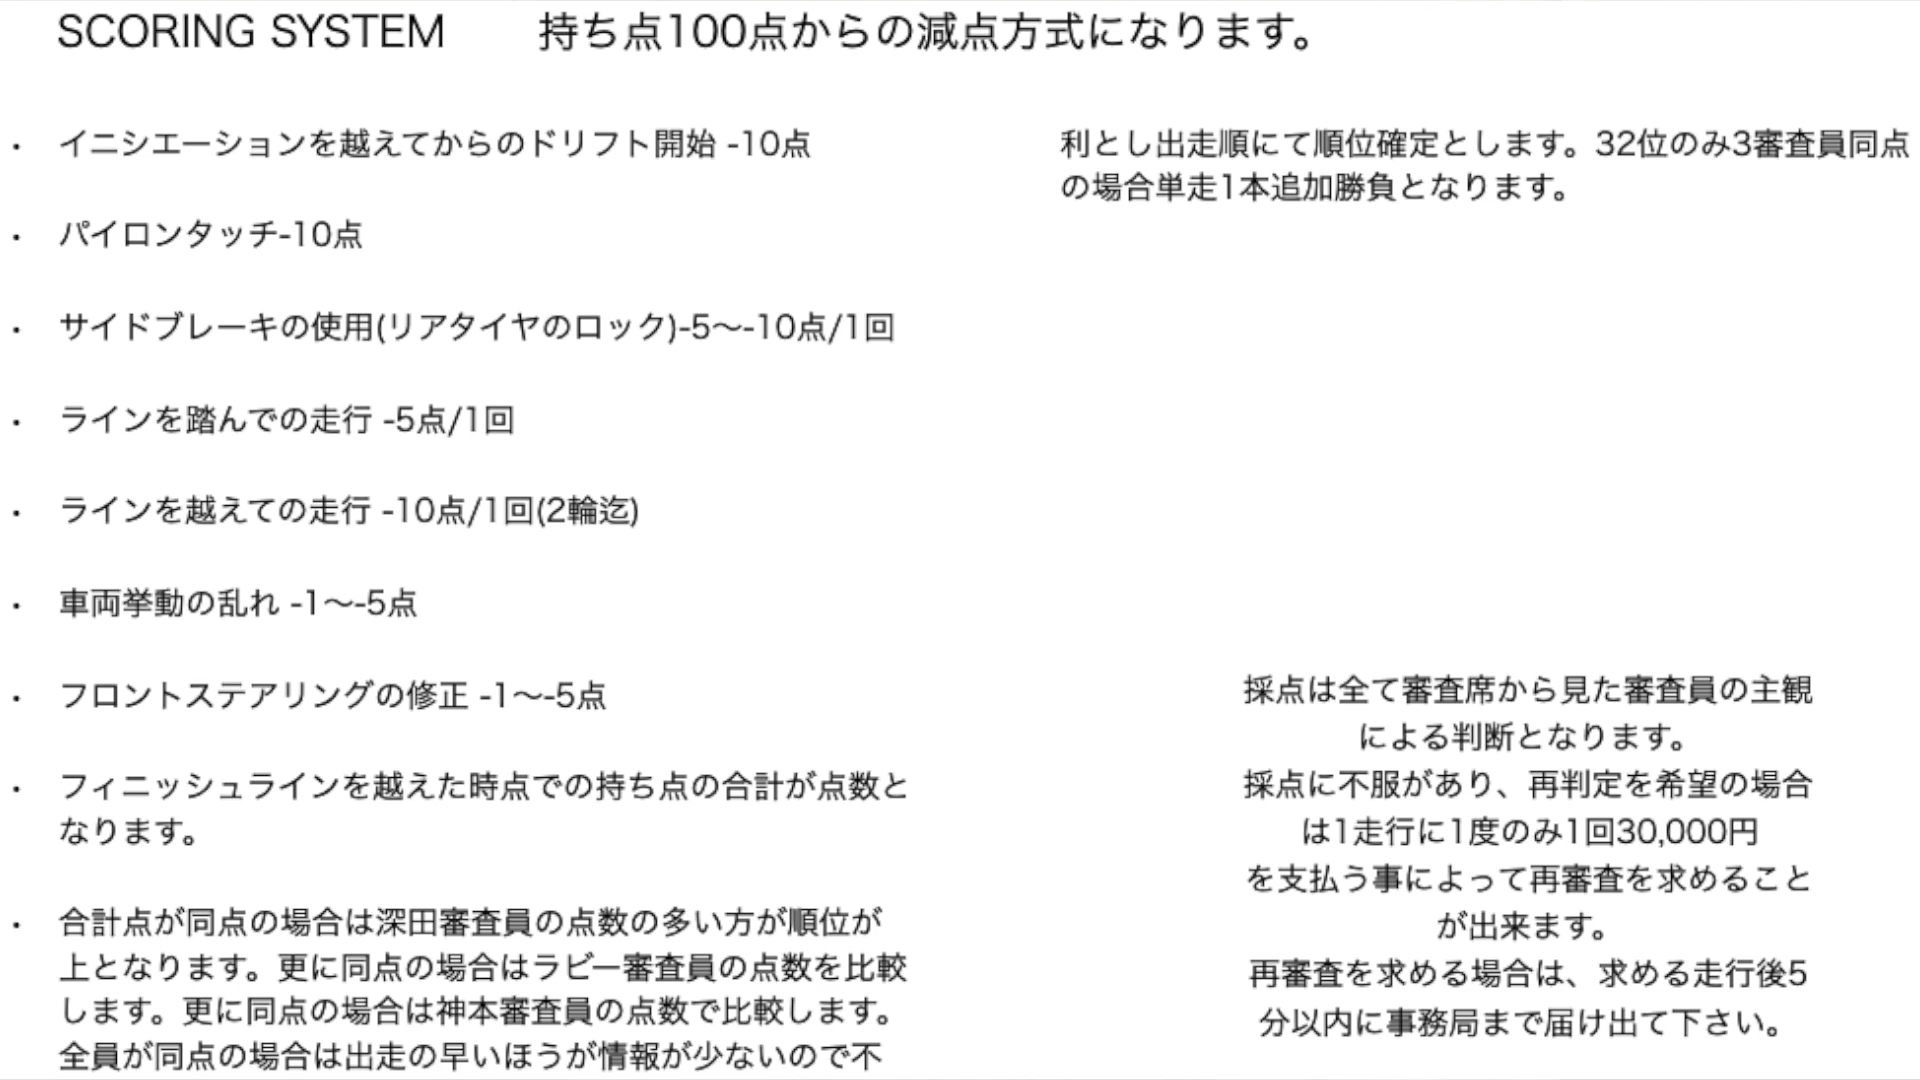 SCORING SYSTEM 持ち点100点からの減点方式になります。
・ イニシエーションを越えてからのドリフト開始 -10点
・ パイロンタッチ-10点
・ サイドブレーキの使用(リアタイヤのロック)-5〜-10点/1回
・ ラインを踏んでの走行 -5点/1回
・ ラインを越えての走行 -10点/1回(2輪迄)
・ 車両挙動の乱れ -1〜-5点
・ フロントステアリングの修正 -1〜-5点
・ フィニッシュラインを越えた時点での持ち点の合計が点数と
なります。
・ 合計点が同点の場合は深田審査員の点数の多い方が順位が
上となります。更に同点の場合はラビー審査員の点数を比較
します。更に同点の場合は神本審査員の点数で比較します。
全員が同点の場合は出走の早いほうが情報が少ないので不
利とし出走順にて順位確定とします。32位のみ3審査員同点
の場合単走1本追加勝負となります。
採点は全て審査席から見た審査員の主観
による判断となります。
採点に不服があり、再判定を希望の場合
は1走行に1度のみ1回30,000円
を支払う事によって再審査を求めること
が出来ます。
再審査を求める場合は、求める走行後5
分以内に事務局まで届け出て下さい。